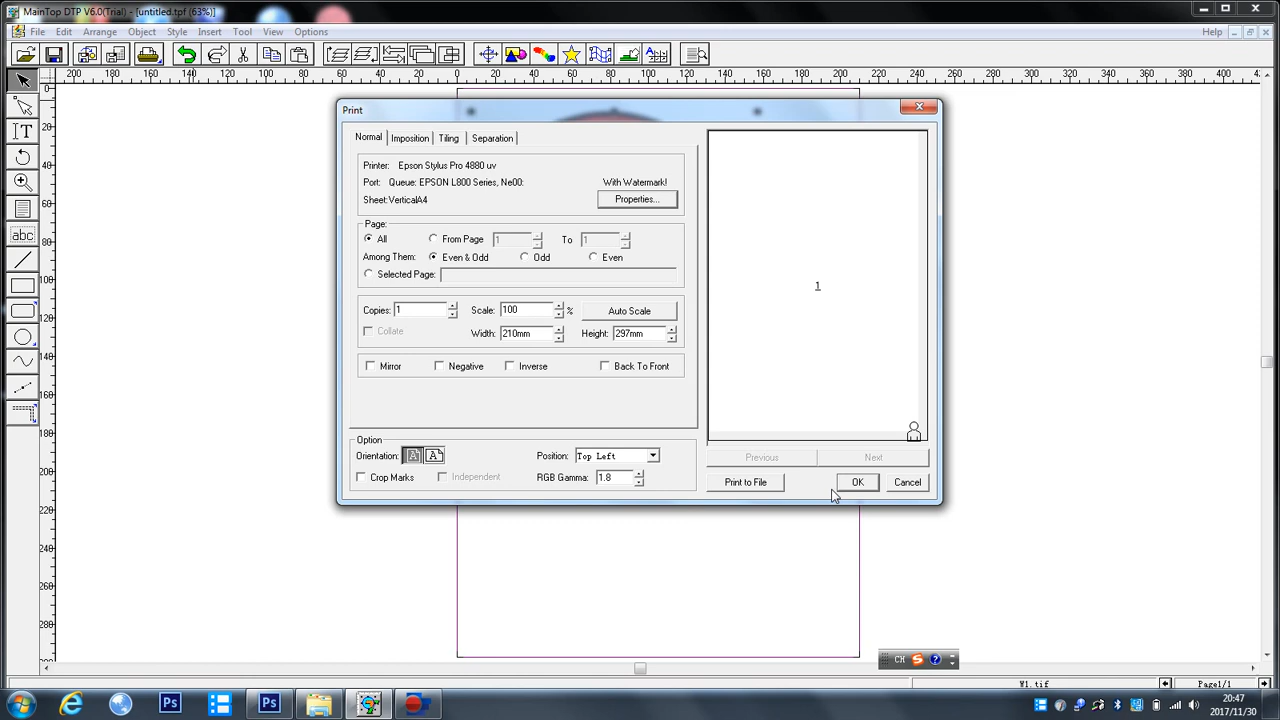 MainTop DTP V6.0(Trial) - [untitled.tpf (63%)]
File Edit Arrange Object Style Insert Tool View Options Help
200 180 160 140 120 100 80 60 40 20 0 20 40 60 80 100 120 140 160 180 200 220 240 260 280 300 320 340 360 380 400
0
20
40
60
80
100
120
140
160
180
200
220
240
260
280
T
abc
Print
Normal Imposition Tiling Separation
Printer: Epson Stylus Pro 4880 uv
Port: Queue: EPSON L800 Series, Ne00: With Watermark!
Sheet:VerticalA4 Properties...
Page:
All From Page 1 To 1
Among Them: Even & Odd Odd Even
Selected Page:
Copies: 1 Scale: 100 % Auto Scale
Collate Width: 210mm Height: 297mm
Mirror Negative Inverse Back To Front
Option
Orientation: A A Position: Top Left
Crop Marks Independent RGB Gamma: 1.8
1
Previous Next
Print to File OK Cancel
CH S ?
W1.tif Page1/1
Ps Ps
20:47
2017/11/30